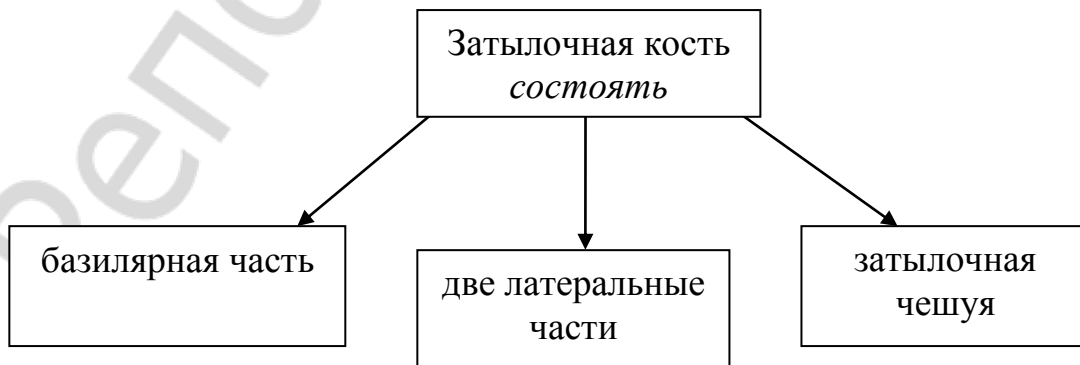 Затылочная кость
состоять
базилярная часть
две латеральные
части
затылочная
чешуя